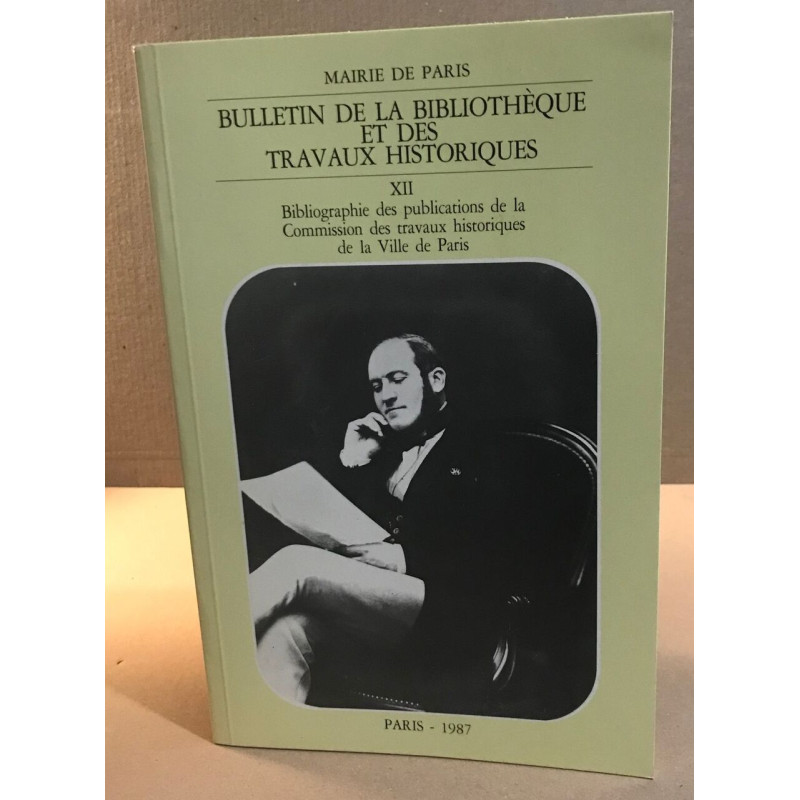 MAIRIE DE PARIS
BULLETIN DE LA BIBLIOTHÈQUE
ET DES
TRAVAUX HISTORIQUES
XII
Bibliographie des publications de la
Commission des travaux historiques
de la Ville de Paris
PARIS - 1987